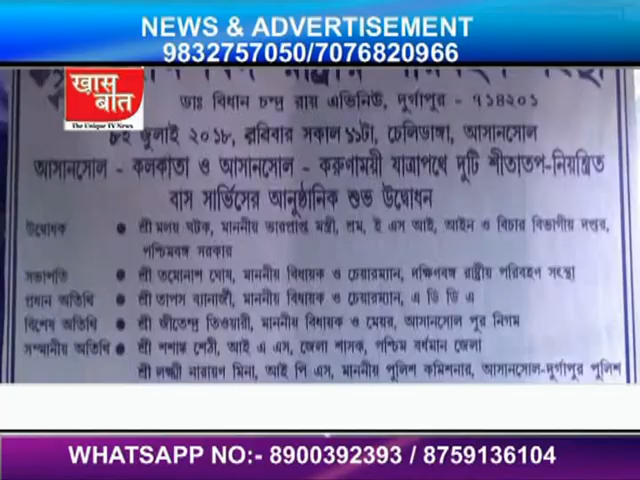 NEWS & ADVERTISEMENT
9832757050/7076820966
खास
बात
The Unique TV News
ডাঃ বিধান চন্দ্র রায় এভিনিউ, দুর্গাপুর - ৭১৩২০১
৮ই জুলাই ২০১৮, রবিবার সকাল ১১টা, চেলিডাঙ্গা, আসানসোল
আসানসোল - কলকাতা ও আসানসোল - করুণাময়ী যাত্রাপথে দুটি শীতাতপ-নিয়ন্ত্রিত
বাস সার্ভিসের আনুষ্ঠানিক শুভ উদ্বোধন
উদ্বোধক ● শ্রী মলয় ঘটক, মাননীয় ভারপ্রাপ্ত মন্ত্রী, শ্রম, ই এস আই, আইন ও বিচার বিভাগীয় দপ্তর,
পশ্চিমবঙ্গ সরকার
সভাপতি ● শ্রী তমোনাশ ঘোষ, মাননীয় বিধায়ক ও চেয়ারম্যান, দক্ষিণবঙ্গ রাষ্ট্রীয় পরিবহণ সংস্থা
প্রধান অতিথি ● শ্রী তাপস ব্যানার্জী, মাননীয় বিধায়ক ও চেয়ারম্যান, এ ডি ডি এ
বিশেষ অতিথি ● শ্রী জীতেন্দ্র তিওয়ারী, মাননীয় বিধায়ক ও মেয়র, আসানসোল পুর নিগম
সম্মানীয় অতিথি ● শ্রী শশাঙ্ক শেঠী, আই এ এস, জেলা শাসক, পশ্চিম বর্ধমান জেলা
শ্রী লক্ষ্মী নারায়ণ মিনা, আই পি এস, মাননীয় পুলিশ কমিশনার, আসানসোল-দুর্গাপুর পুলিশ
WHATSAPP NO:- 8900392393 / 8759136104